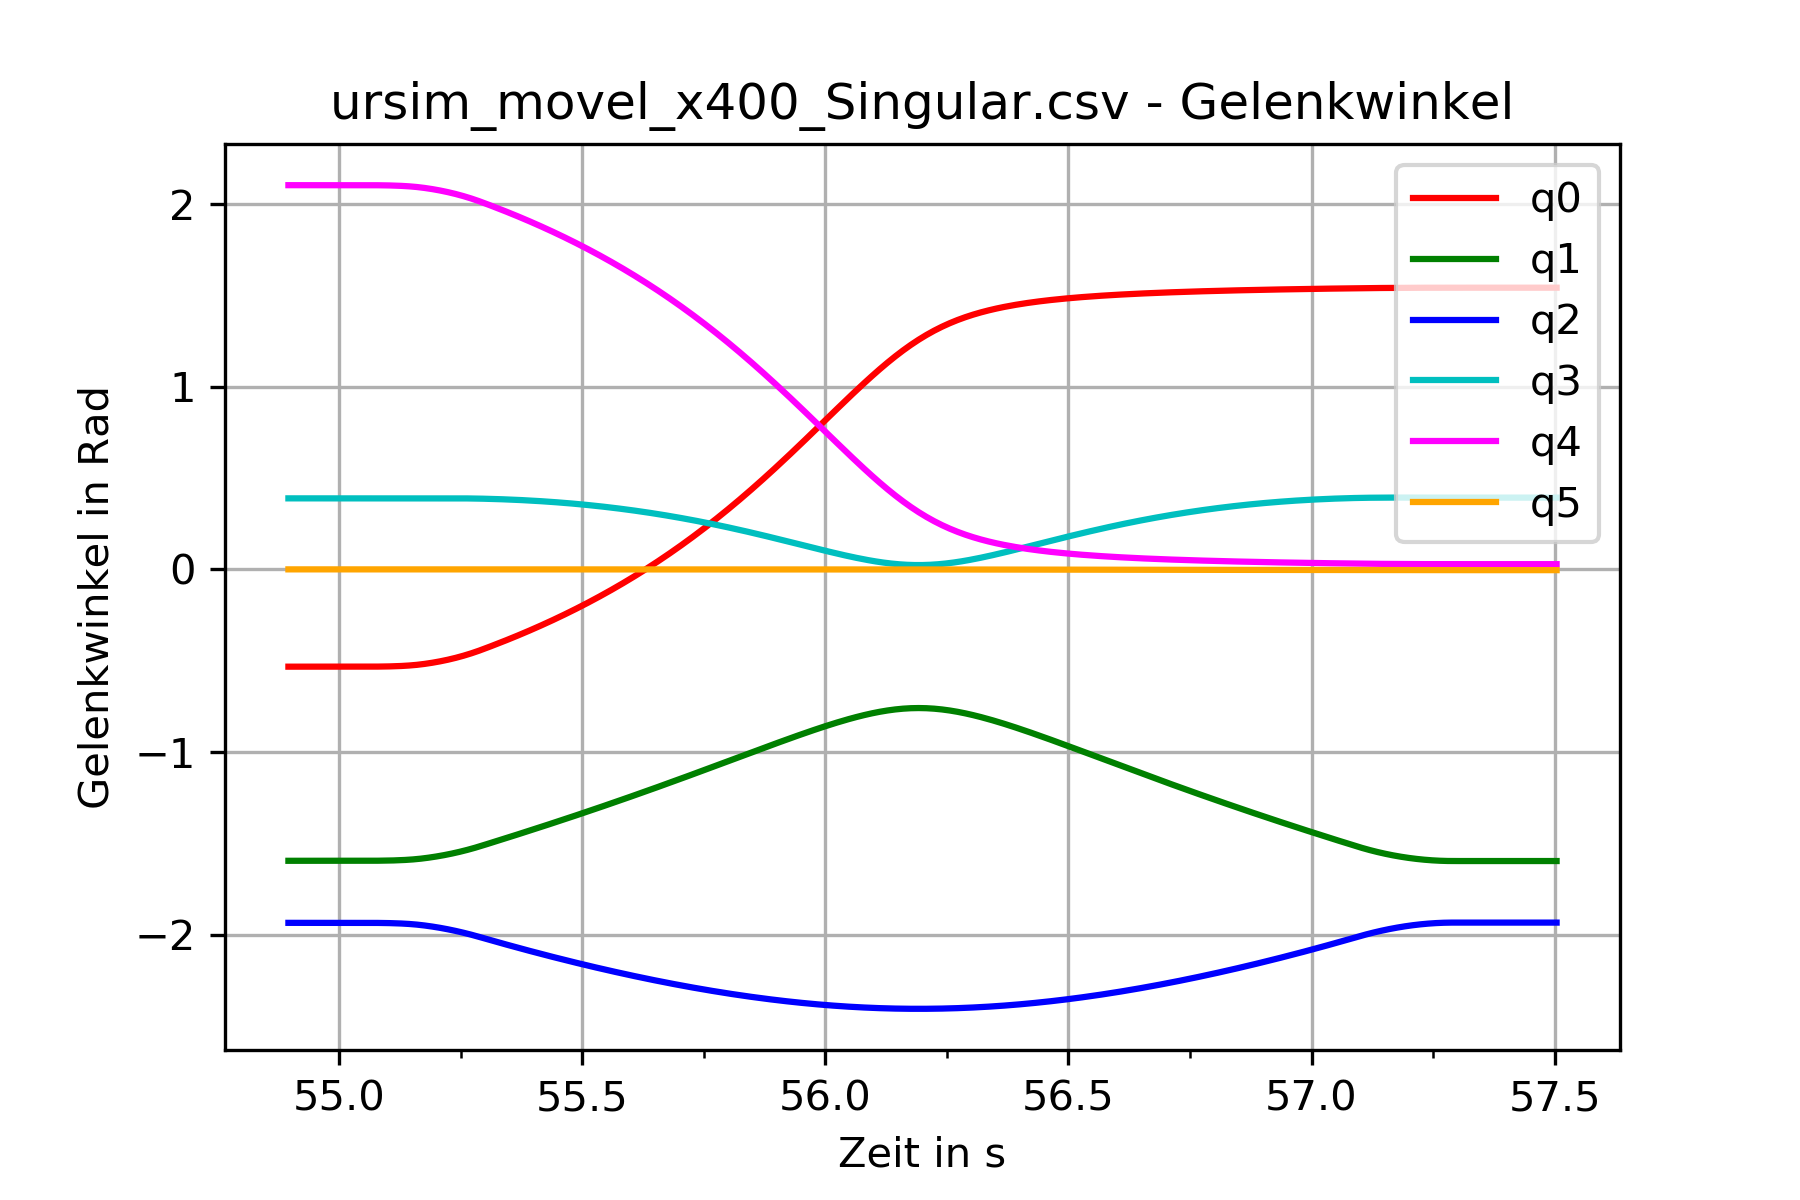 ursim_movel_x400_Singular.csv - Gelenkwinkel
Gelenkwinkel in Rad
2
1
0
−1
−2
q0
q1
q2
q3
q4
q5
55.0 55.5 56.0 56.5 57.0 57.5
Zeit in s